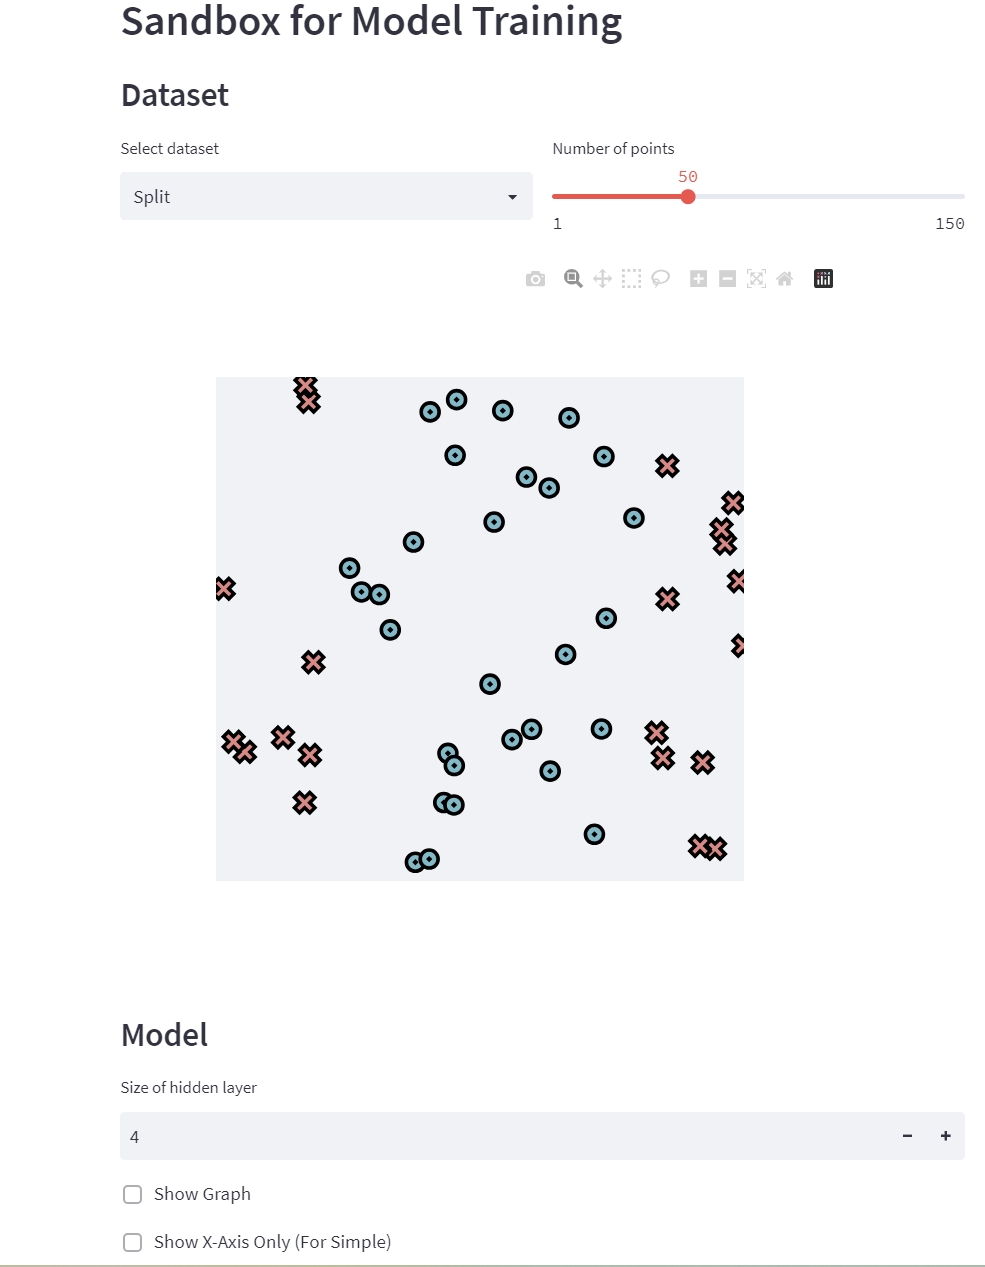 Sandbox for Model Training
Dataset
Select dataset
Number of points
Split
50
1
150
Model
Size of hidden layer
4
Show Graph
Show X-Axis Only (For Simple)